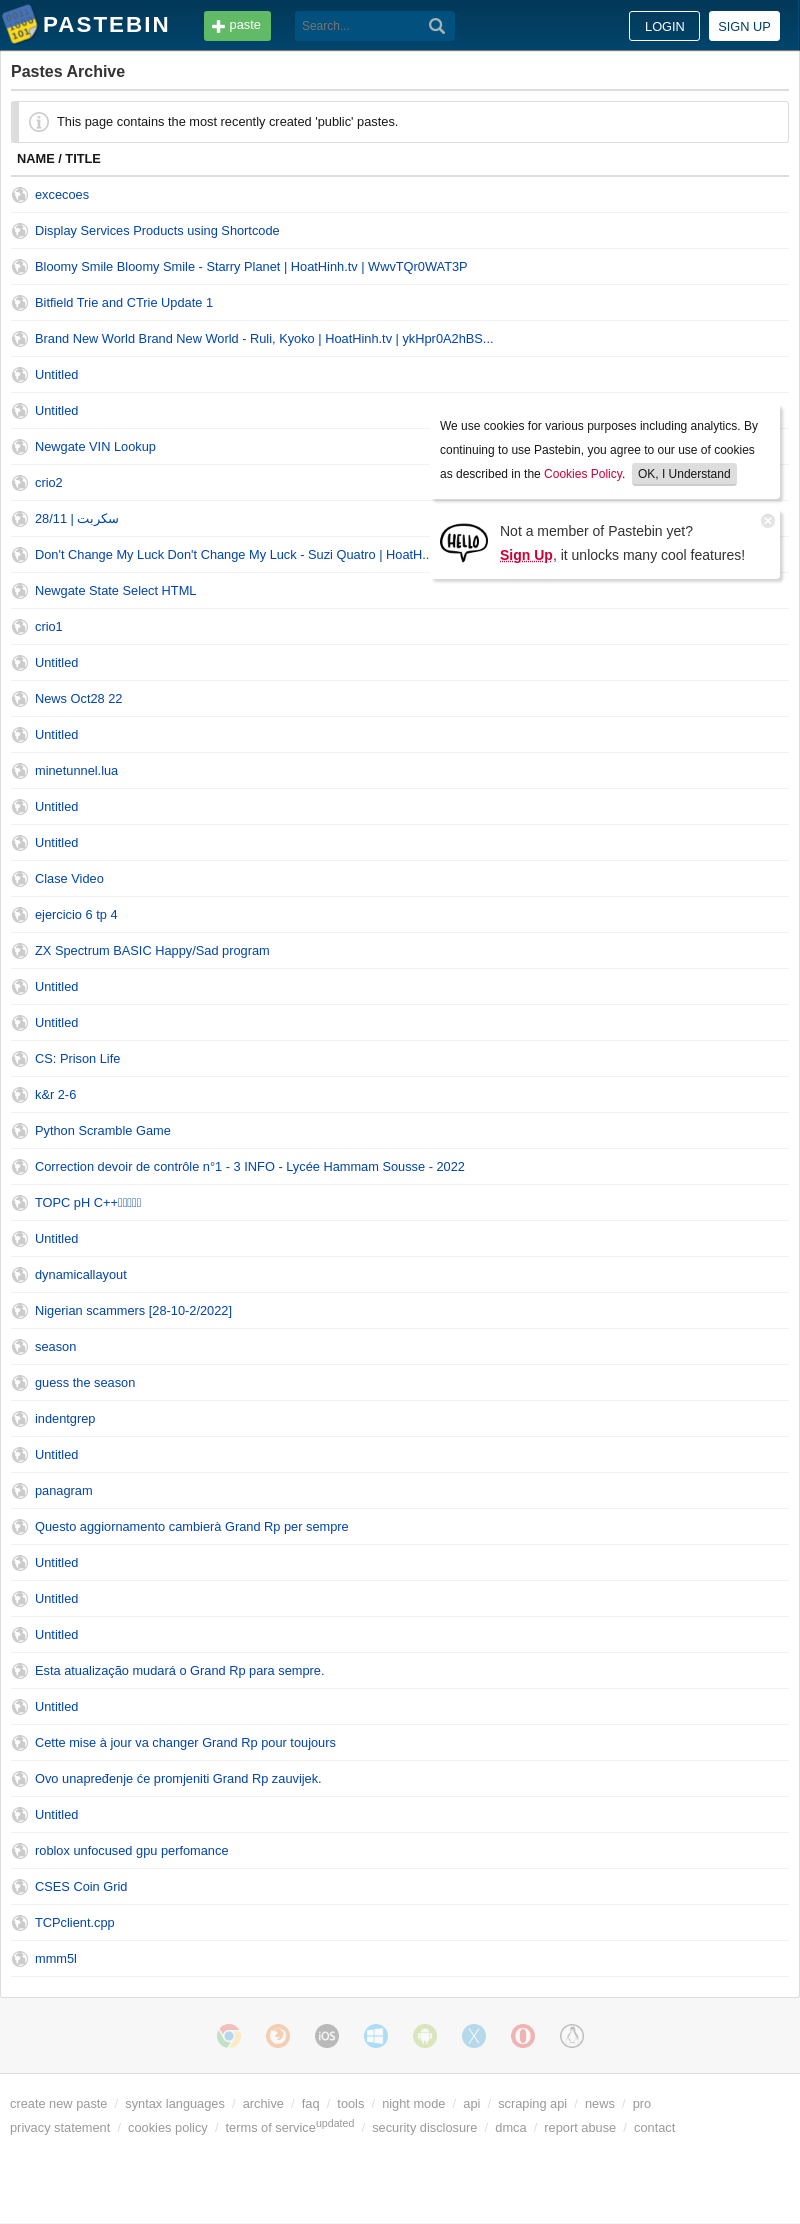 PASTEBIN
paste
Search...
LOGIN
SIGN UP
Pastes Archive
This page contains the most recently created 'public' pastes.
NAME / TITLE
excecoes
Display Services Products using Shortcode
Bloomy Smile Bloomy Smile - Starry Planet | HoatHinh.tv | WwvTQr0WAT3P
Bitfield Trie and CTrie Update 1
Brand New World Brand New World - Ruli, Kyoko | HoatHinh.tv | ykHpr0A2hBS...
Untitled
Untitled
Newgate VIN Lookup
crio2
28/11 | سكربت
Don't Change My Luck Don't Change My Luck - Suzi Quatro | HoatH...
Newgate State Select HTML
crio1
Untitled
News Oct28 22
Untitled
minetunnel.lua
Untitled
Untitled
Clase Video
ejercicio 6 tp 4
ZX Spectrum BASIC Happy/Sad program
Untitled
Untitled
CS: Prison Life
k&r 2-6
Python Scramble Game
Correction devoir de contrôle n°1 - 3 INFO - Lycée Hammam Sousse - 2022
TOPC pH C++
Untitled
dynamicallayout
Nigerian scammers [28-10-2/2022]
season
guess the season
indentgrep
Untitled
panagram
Questo aggiornamento cambierà Grand Rp per sempre
Untitled
Untitled
Untitled
Esta atualização mudará o Grand Rp para sempre.
Untitled
Cette mise à jour va changer Grand Rp pour toujours
Ovo unapređenje će promjeniti Grand Rp zauvijek.
Untitled
roblox unfocused gpu perfomance
CSES Coin Grid
TCPclient.cpp
mmm5l
We use cookies for various purposes including analytics. By
continuing to use Pastebin, you agree to our use of cookies
as described in the Cookies Policy. OK, I Understand
HELLO
Not a member of Pastebin yet?
Sign Up, it unlocks many cool features!
iOS
create new paste / syntax languages / archive / faq / tools / night mode / api / scraping api / news / pro
privacy statement / cookies policy / terms of service updated / security disclosure / dmca / report abuse / contact